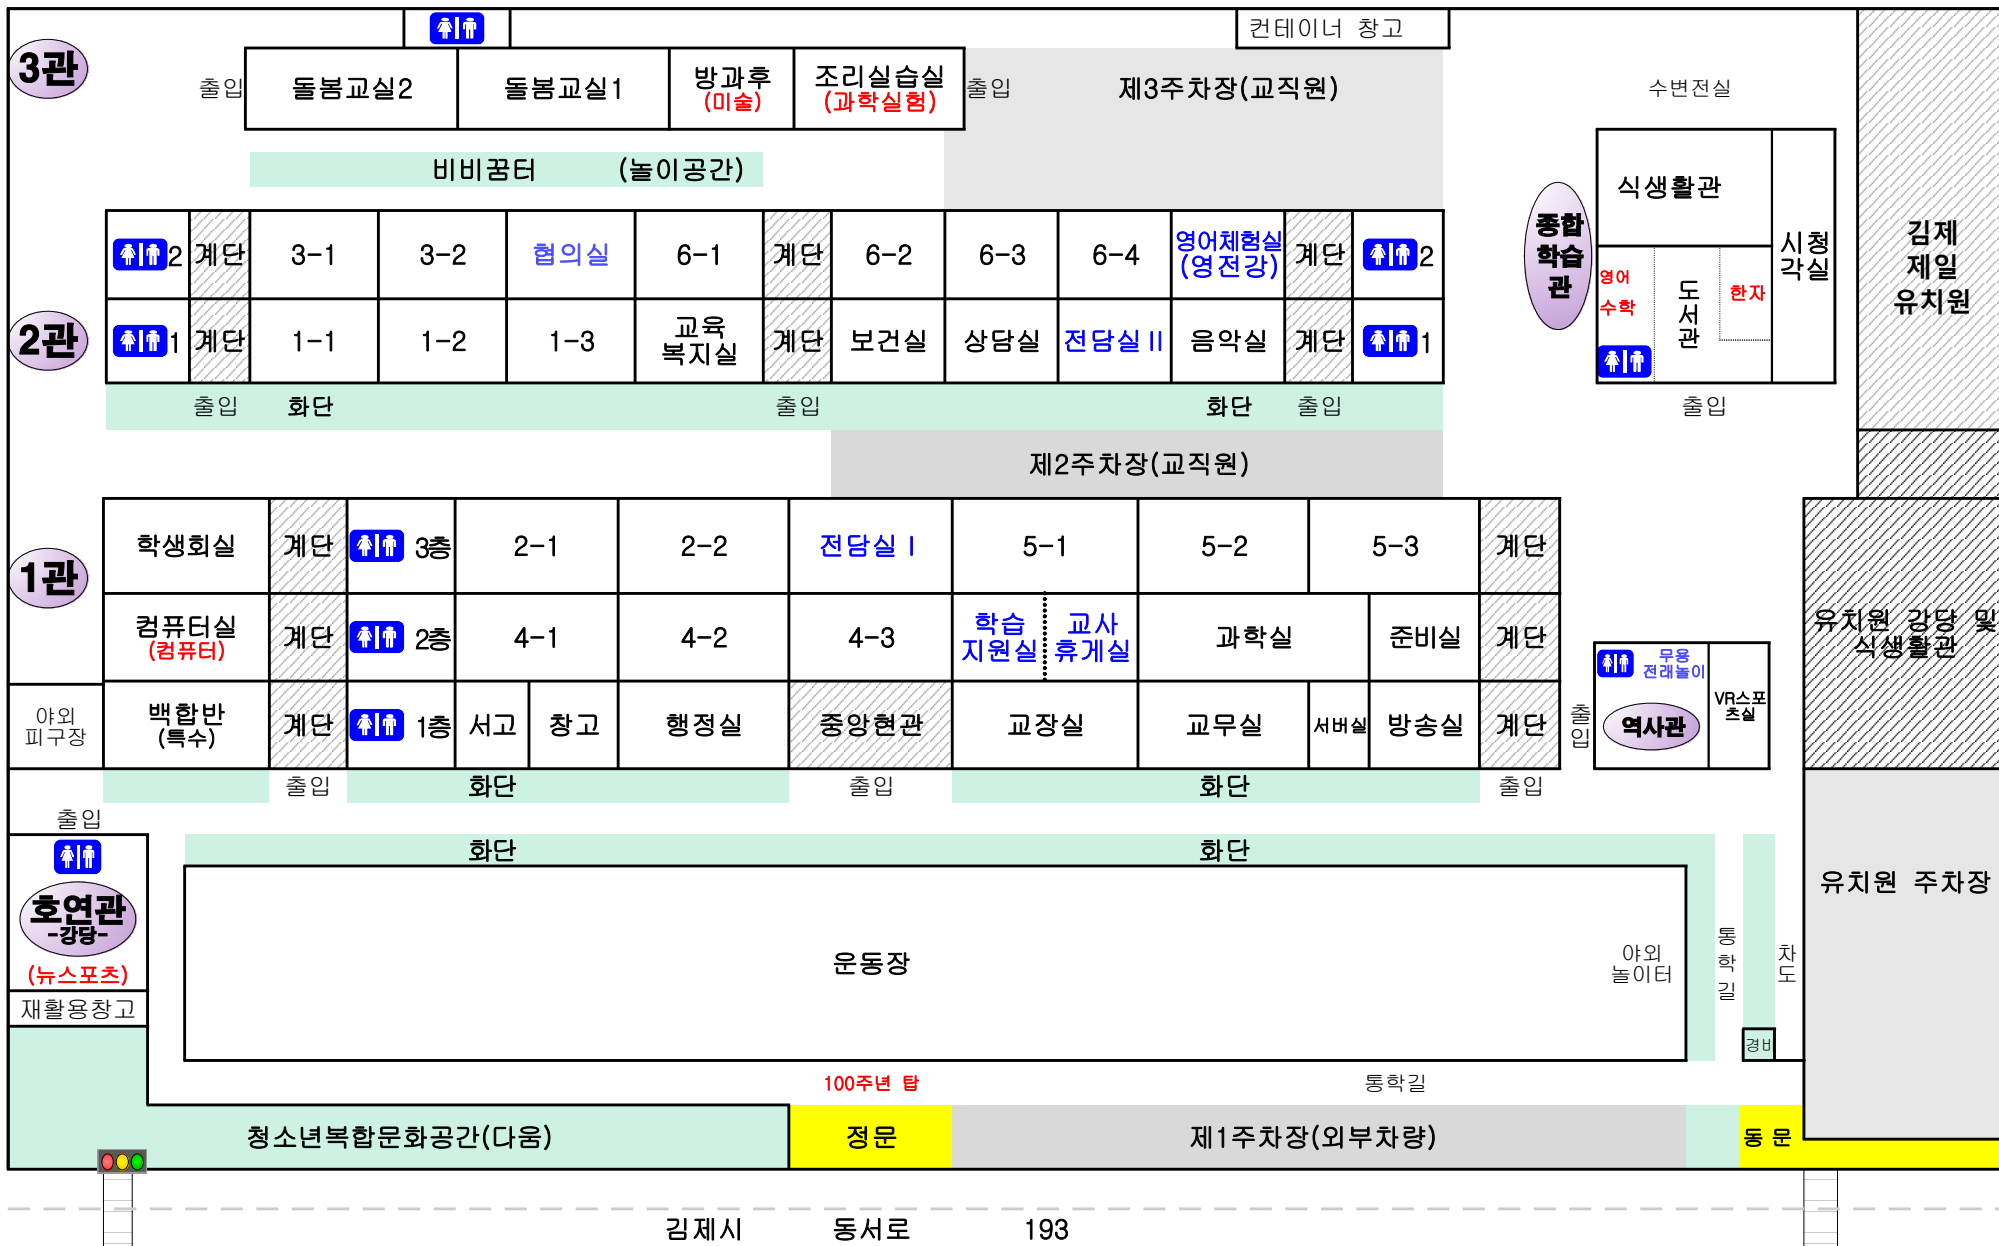 컨테이너 창고
3관
출입
돌봄교실2
돌봄교실1
방과후
(미술)
조리실습실
(과학실험)
출입
제3주차장(교직원)
수변전실
비비꿈터 (놀이공간)
식생활관
시청
각실
종합
학습
관
영어
수학
도
서
관
한자
출입
김제
제일
유치원
2관
2
계단
3-1
3-2
협의실
6-1
계단
6-2
6-3
6-4
영어체험실
(영전강)
계단
2
1
계단
1-1
1-2
1-3
교육
복지실
계단
보건실
상담실
전담실Ⅱ
음악실
계단
1
출입
화단
출입
화단
출입
제2주차장(교직원)
1관
학생회실
계단
3층
2-1
2-2
전담실Ⅰ
5-1
5-2
5-3
계단
컴퓨터실
(컴퓨터)
계단
2층
4-1
4-2
4-3
학습
지원실
교사
휴게실
과학실
준비실
계단
유치원 강당 및
식생활관
야외
피구장
백합반
(특수)
계단
1층
서고
창고
행정실
중앙현관
교장실
교무실
서버실
방송실
계단
출
입
무용
전래놀이
역사관
VR스포
츠실
출입
화단
출입
화단
출입
출입
호연관
-강당-
(뉴스포츠)
재활용창고
화단
화단
운동장
야외
놀이터
통
학
길
차
도
경비
유치원 주차장
100주년 탑
통학길
청소년복합문화공간(다움)
정문
제1주차장(외부차량)
동문
김제시 동서로 193